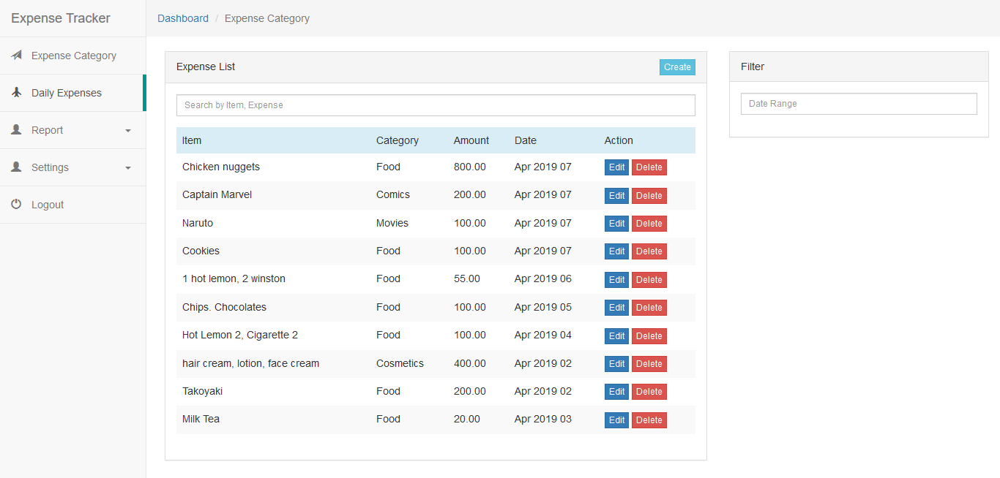 Expense Tracker
Dashboard / Expense Category
Expense Category
Daily Expenses
Report
Settings
Logout
Expense List Create
Search by Item, Expense
Item Category Amount Date Action
Chicken nuggets Food 800.00 Apr 2019 07 Edit Delete
Captain Marvel Comics 200.00 Apr 2019 07 Edit Delete
Naruto Movies 100.00 Apr 2019 07 Edit Delete
Cookies Food 100.00 Apr 2019 07 Edit Delete
1 hot lemon, 2 winston Food 55.00 Apr 2019 06 Edit Delete
Chips. Chocolates Food 100.00 Apr 2019 05 Edit Delete
Hot Lemon 2, Cigarette 2 Food 100.00 Apr 2019 04 Edit Delete
hair cream, lotion, face cream Cosmetics 400.00 Apr 2019 02 Edit Delete
Takoyaki Food 200.00 Apr 2019 02 Edit Delete
Milk Tea Food 20.00 Apr 2019 03 Edit Delete
Filter
Date Range